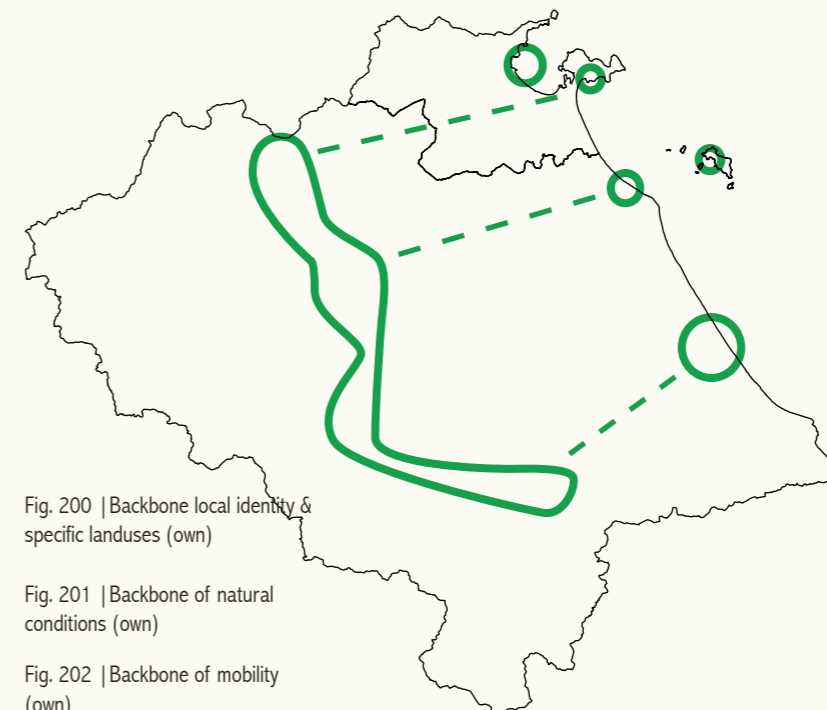 Fig. 200 | Backbone local identity &
specific landuses (own)
Fig. 201 | Backbone of natural
conditions (own)
Fig. 202 | Backbone of mobility
(own)